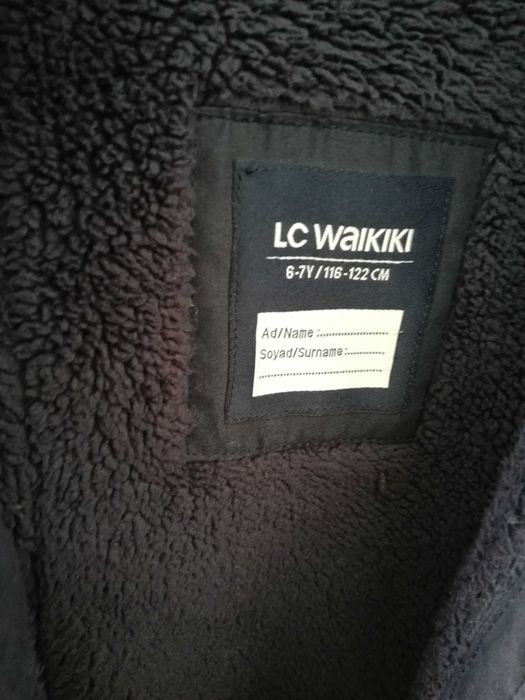 LC WAIKIKI
6-7Y/116-122 CM
Ad/Name :......................
Soyad/Surname:............
........................................